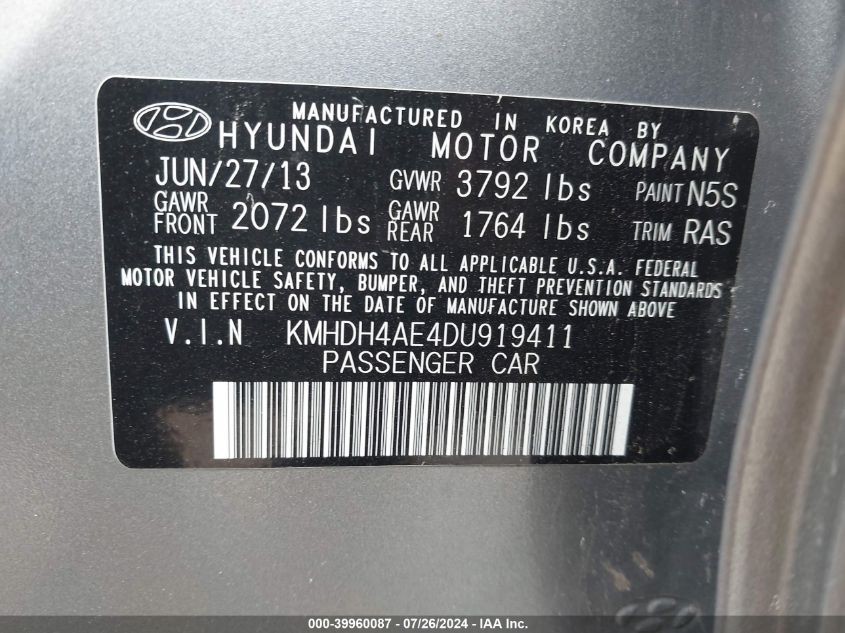 MANUFACTURED IN KOREA BY
HYUNDAI MOTOR COMPANY
JUN/27/13 GVWR 3792 lbs PAINT N5S
GAWR FRONT 2072 lbs GAWR REAR 1764 lbs TRIM RAS
THIS VEHICLE CONFORMS TO ALL APPLICABLE U.S.A. FEDERAL
MOTOR VEHICLE SAFETY, BUMPER, AND THEFT PREVENTION STANDARDS
IN EFFECT ON THE DATE OF MANUFACTURE SHOWN ABOVE
V.I.N KMHDH4AE4DU919411
PASSENGER CAR
000-39960087 - 07/26/2024 - IAA Inc.